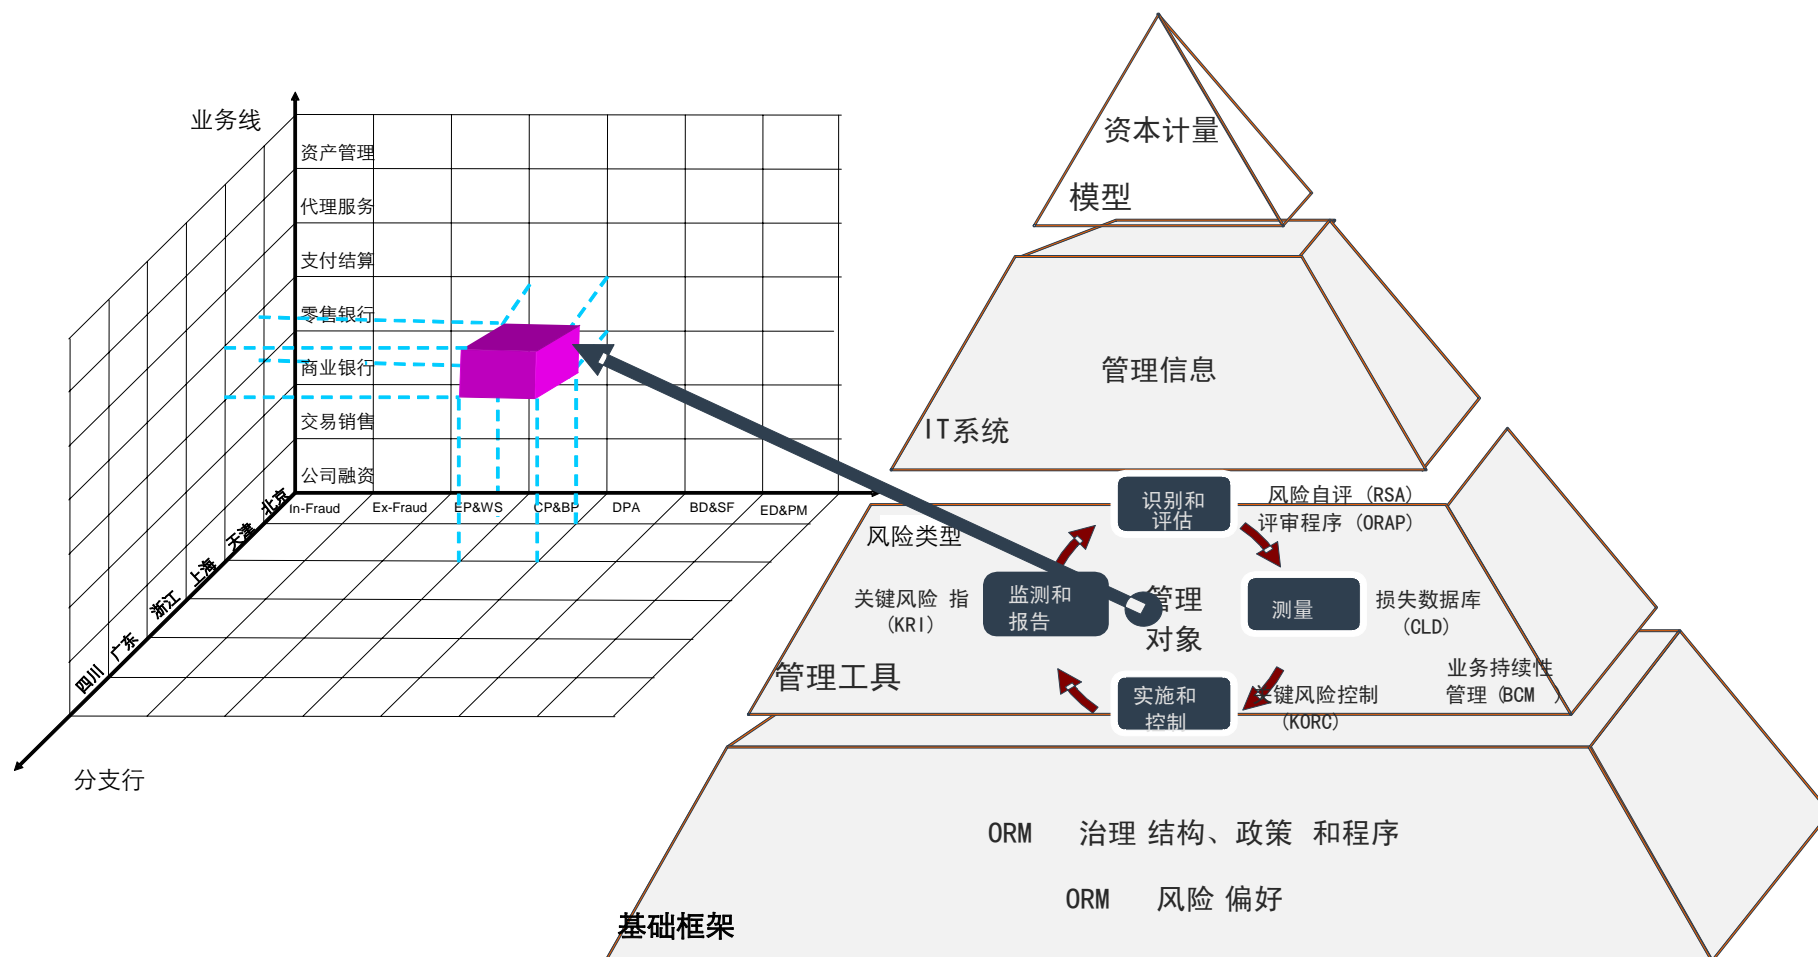 业务线
资产管理
代理服务
支付结算
零售银行
商业银行
交易销售
公司融资
In-Fraud
Ex-Fraud
EP&WS
CP&BP
DPA
BD&SF
ED&PM
风险类型
北京
天津
上海
浙江
广东
四川
分支行
资本计量
模型
管理信息
IT系统
识别和
评估
风险自评 (RSA)
评审程序 (ORAP)
关键风险 指
(KRI)
监测和
报告
管理
对象
测量
损失数据库
(CLD)
管理工具
实施和
控制
关键风险控制
(KORC)
业务持续性
管理 (BCM )
ORM 治理 结构、政策 和程序
ORM 风险 偏好
基础框架